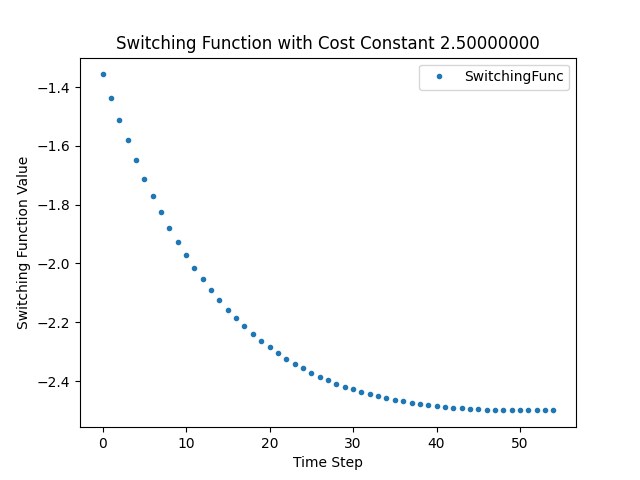 Switching Function with Cost Constant 2.50000000
SwitchingFunc
Switching Function Value
−1.4
−1.6
−1.8
−2.0
−2.2
−2.4
0 10 20 30 40 50
Time Step